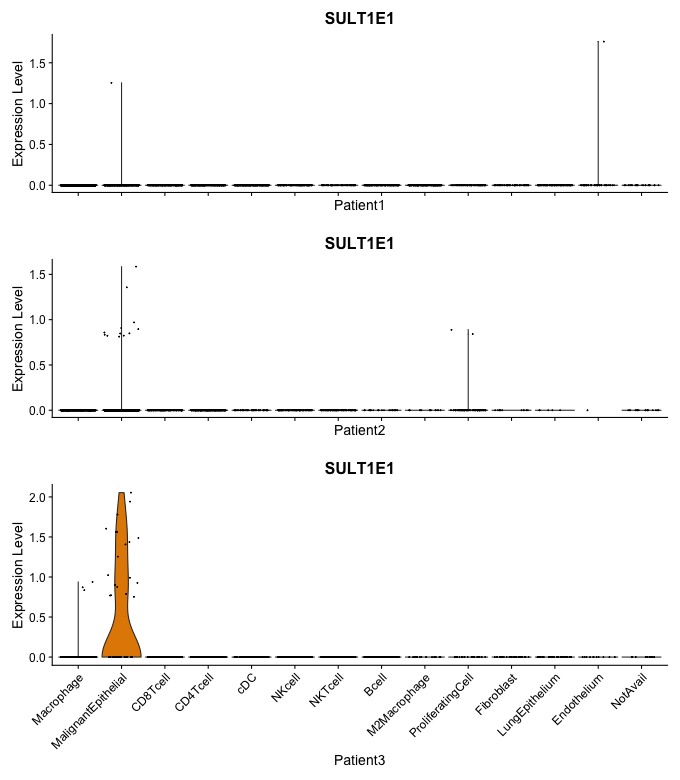 SULT1E1
Expression Level
1.5
1.0
0.5
0.0
Patient1
SULT1E1
Expression Level
1.5
1.0
0.5
0.0
Patient2
SULT1E1
Expression Level
2.0
1.5
1.0
0.5
0.0
Macrophage
MalignantEpithelial
CD8Tcell
CD4Tcell
cDC
NKcell
NKTcell
Bcell
M2Macrophage
ProliferatingCell
Fibroblast
LungEpithelium
Endothelium
NotAvail
Patient3